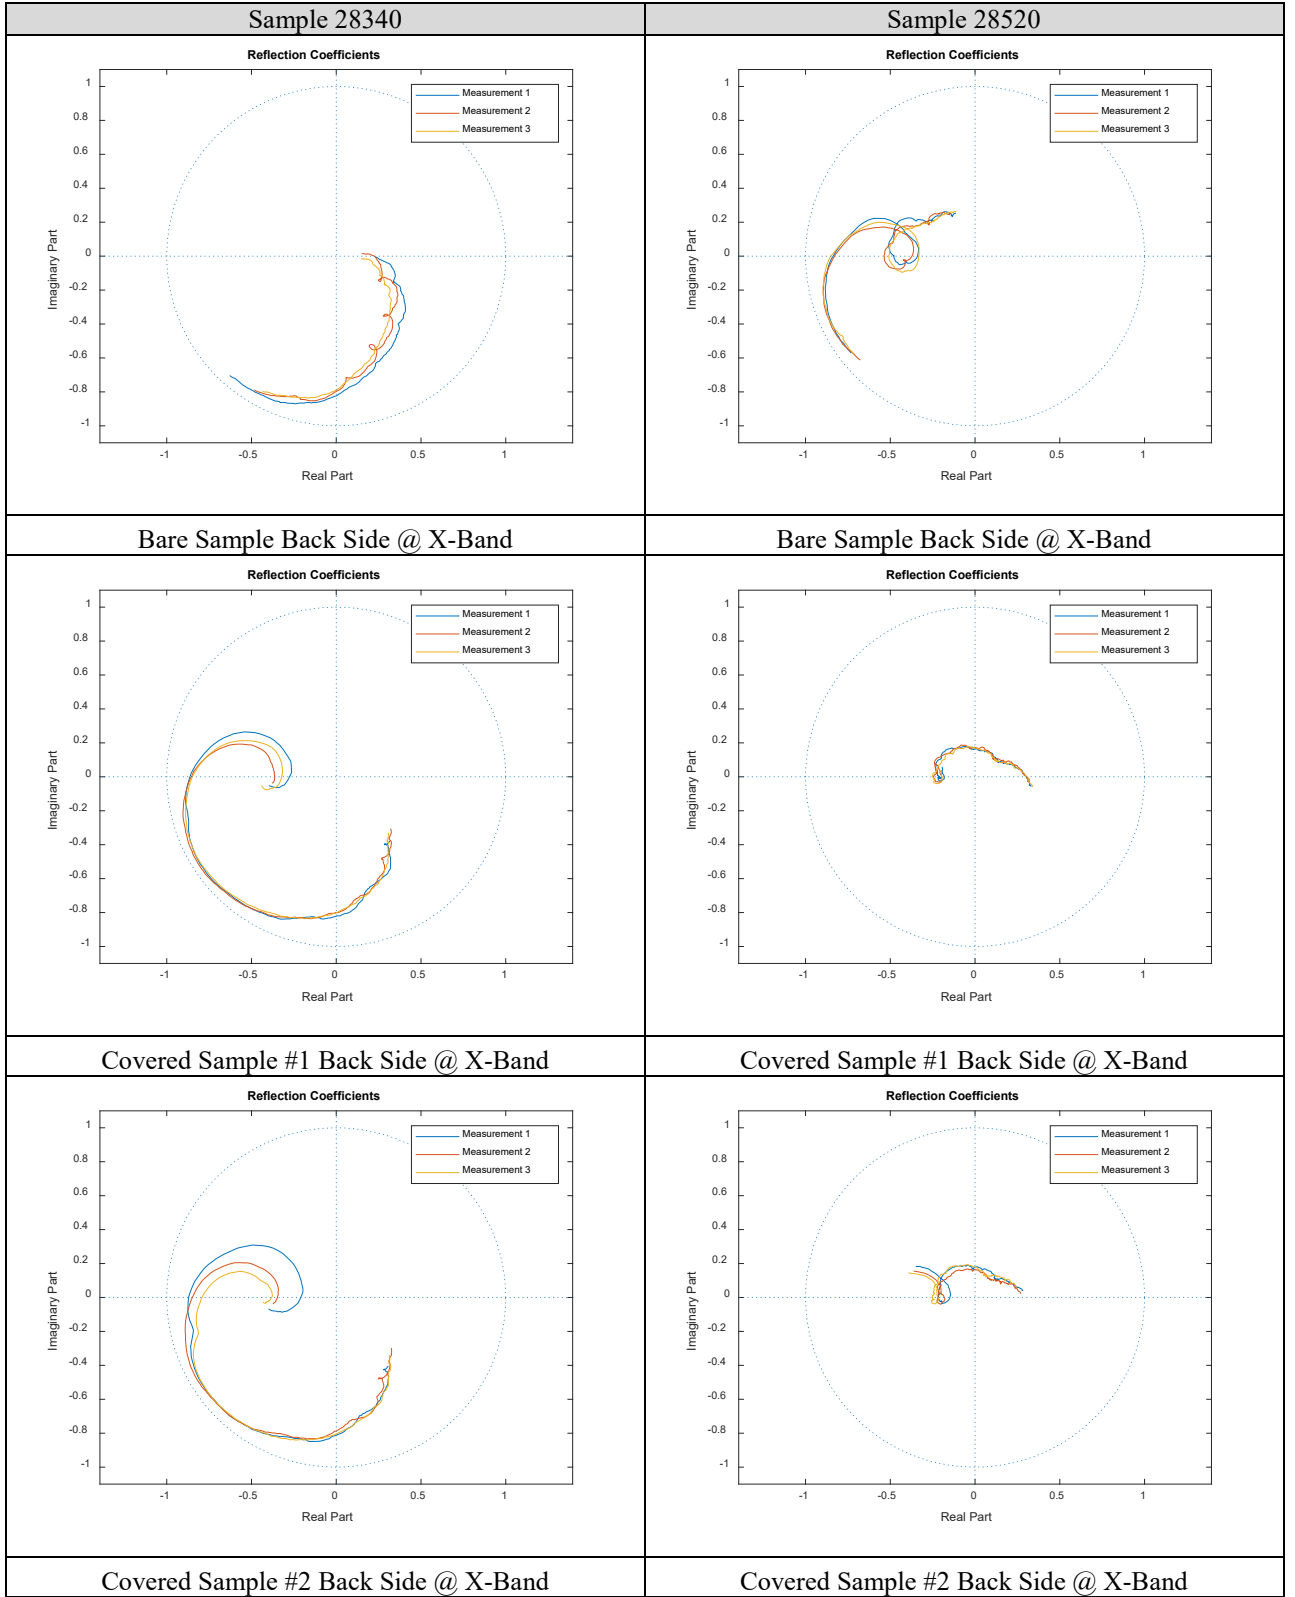 Sample 28340
Sample 28520
Reflection Coefficients
Measurement 1
Measurement 2
Measurement 3
1
0.8
0.6
0.4
0.2
0
-0.2
-0.4
-0.6
-0.8
-1
Imaginary Part
-1 -0.5 0 0.5 1
Real Part
Reflection Coefficients
Measurement 1
Measurement 2
Measurement 3
1
0.8
0.6
0.4
0.2
0
-0.2
-0.4
-0.6
-0.8
-1
Imaginary Part
-1 -0.5 0 0.5 1
Real Part
Bare Sample Back Side @ X-Band
Bare Sample Back Side @ X-Band
Reflection Coefficients
Measurement 1
Measurement 2
Measurement 3
1
0.8
0.6
0.4
0.2
0
-0.2
-0.4
-0.6
-0.8
-1
Imaginary Part
-1 -0.5 0 0.5 1
Real Part
Reflection Coefficients
Measurement 1
Measurement 2
Measurement 3
1
0.8
0.6
0.4
0.2
0
-0.2
-0.4
-0.6
-0.8
-1
Imaginary Part
-1 -0.5 0 0.5 1
Real Part
Covered Sample #1 Back Side @ X-Band
Covered Sample #1 Back Side @ X-Band
Reflection Coefficients
Measurement 1
Measurement 2
Measurement 3
1
0.8
0.6
0.4
0.2
0
-0.2
-0.4
-0.6
-0.8
-1
Imaginary Part
-1 -0.5 0 0.5 1
Real Part
Reflection Coefficients
Measurement 1
Measurement 2
Measurement 3
1
0.8
0.6
0.4
0.2
0
-0.2
-0.4
-0.6
-0.8
-1
Imaginary Part
-1 -0.5 0 0.5 1
Real Part
Covered Sample #2 Back Side @ X-Band
Covered Sample #2 Back Side @ X-Band